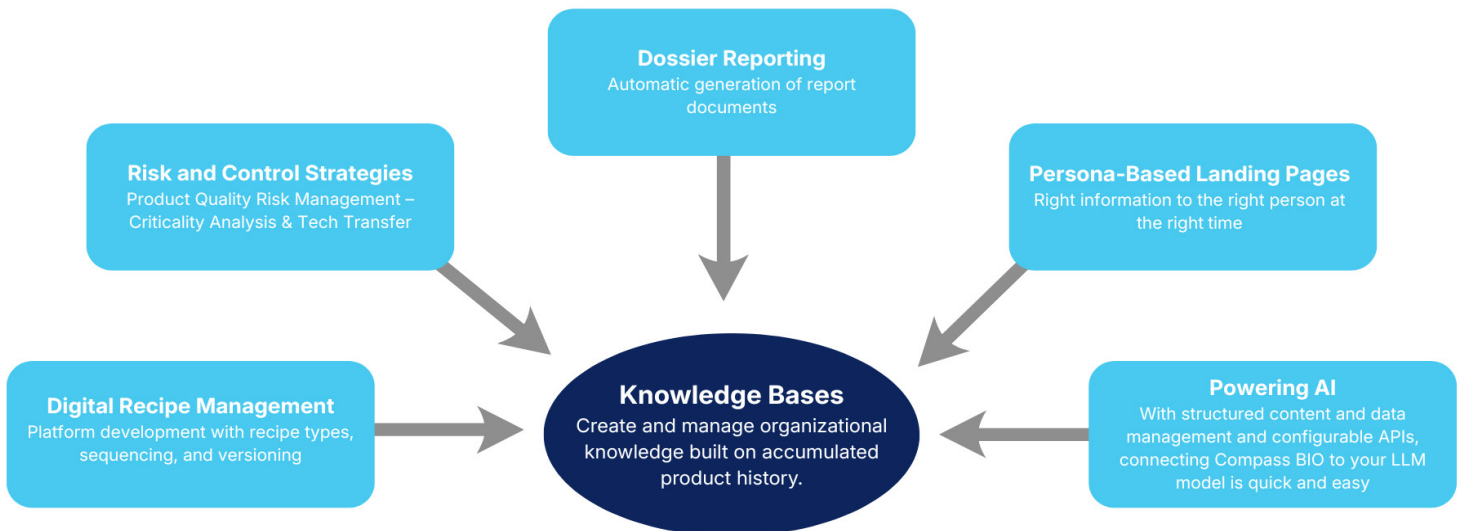 Dossier Reporting
Automatic generation of report
documents
Risk and Control Strategies
Product Quality Risk Management –
Criticality Analysis & Tech Transfer
Persona-Based Landing Pages
Right information to the right person at
the right time
Digital Recipe Management
Platform development with recipe types,
sequencing, and versioning
Knowledge Bases
Create and manage organizational
knowledge built on accumulated
product history.
Powering AI
With structured content and data
management and configurable APIs,
connecting Compass BIO to your LLM
model is quick and easy